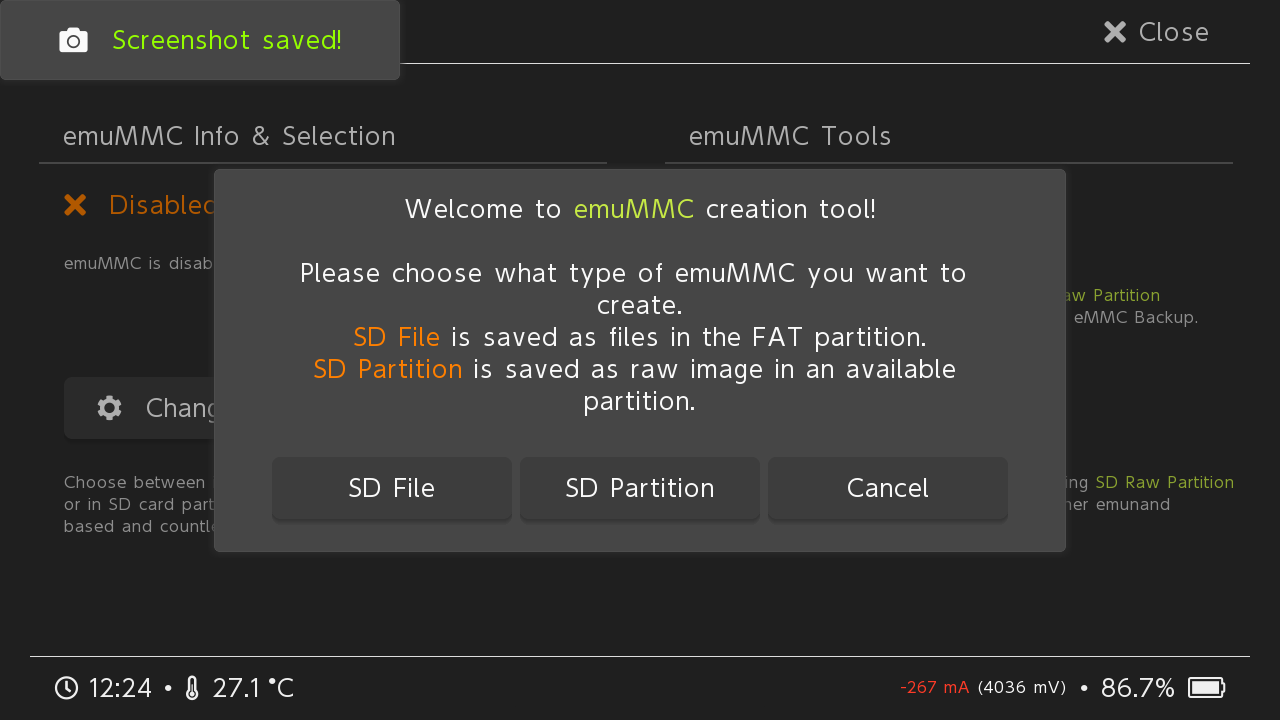 Screenshot saved!
Close
emuMMC Info & Selection
emuMMC Tools
Disabled
emuMMC is disab
Welcome to emuMMC creation tool!
Please choose what type of emuMMC you want to
create.
SD File is saved as files in the FAT partition.
SD Partition is saved as raw image in an available
partition.
SD File
SD Partition
Cancel
aw Partition
eMMC Backup.
Chang
Choose between
or in SD card part
based and countle
ing SD Raw Partition
her emunand
12:24 • 27.1 °C
-267 mA (4036 mV) • 86.7%